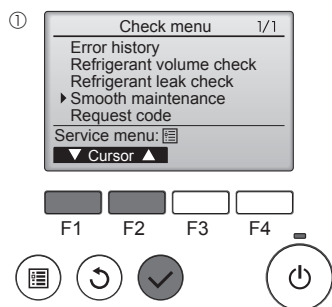 ①
Check menu 1/1
Error history
Refrigerant volume check
Refrigerant leak check
Smooth maintenance
Request code
Service menu:
▼ Cursor ▲
F1 F2 F3 F4